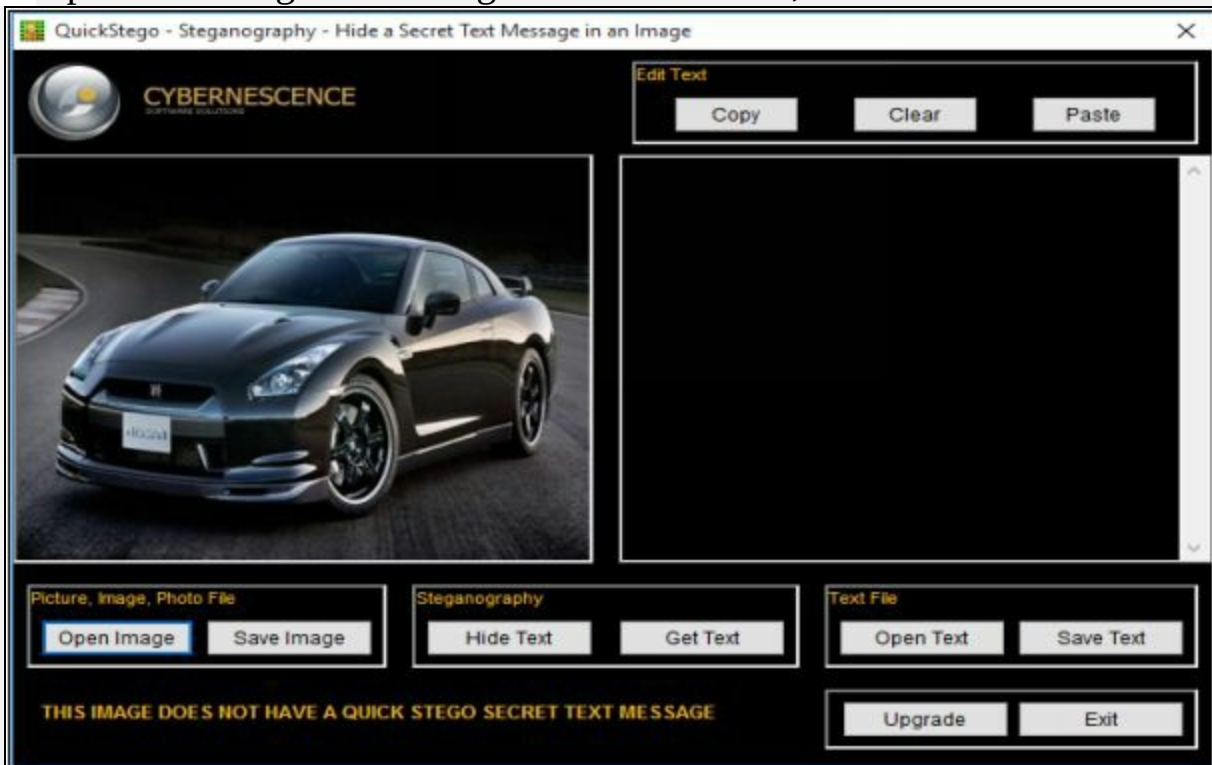 QuickStego - Steganography - Hide a Secret Text Message in an Image
CYBERNESCENCE
SOFTWARE SOLUTIONS
Edit Text
Copy Clear Paste
Picture, Image, Photo File
Open Image Save Image
Steganography
Hide Text Get Text
Text File
Open Text Save Text
THIS IMAGE DOES NOT HAVE A QUICK STEGO SECRET TEXT MESSAGE
Upgrade Exit